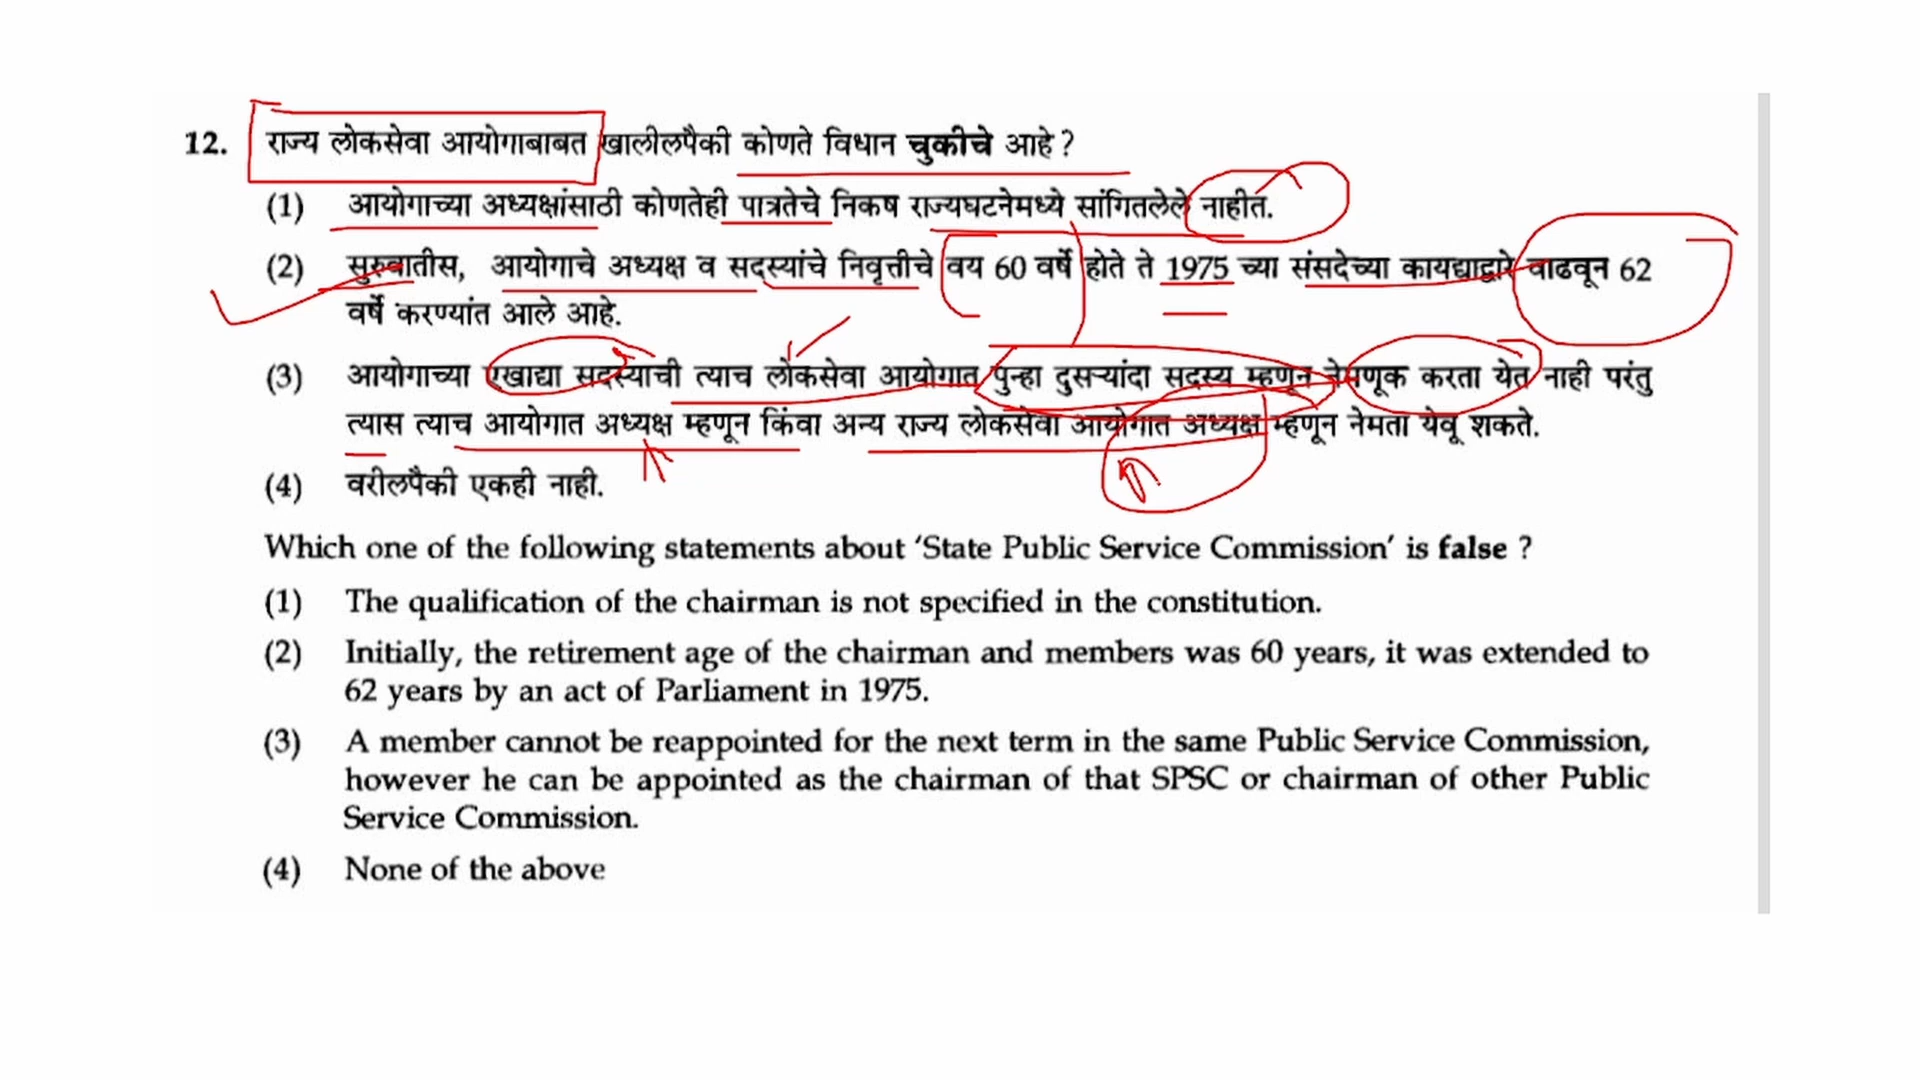 12. राज्य लोकसेवा आयोगाबाबत खालीलपैकी कोणते विधान चुकीचे आहे ?
(1) आयोगाच्या अध्यक्षांसाठी कोणतेही पात्रतेचे निकष राज्यघटनेमध्ये सांगितलेले नाहीत.
(2) सुरुवातीस, आयोगाचे अध्यक्ष व सदस्यांचे निवृत्तीचे वय 60 वर्षे होते ते 1975 च्या संसदेच्या कायद्याद्वारे वाढवून 62
वर्षे करण्यांत आले आहे.
(3) आयोगाच्या एखाद्या सदस्याची त्याच लोकसेवा आयोगात पुन्हा दुसऱ्यांदा सदस्य म्हणून नेमणूक करता येत नाही परंतु
त्यास त्याच आयोगात अध्यक्ष म्हणून किंवा अन्य राज्य लोकसेवा आयोगात अध्यक्ष म्हणून नेमता येवू शकते.
(4) वरीलपैकी एकही नाही.
Which one of the following statements about ‘State Public Service Commission’ is false ?
(1) The qualification of the chairman is not specified in the constitution.
(2) Initially, the retirement age of the chairman and members was 60 years, it was extended to
62 years by an act of Parliament in 1975.
(3) A member cannot be reappointed for the next term in the same Public Service Commission,
however he can be appointed as the chairman of that SPSC or chairman of other Public
Service Commission.
(4) None of the above